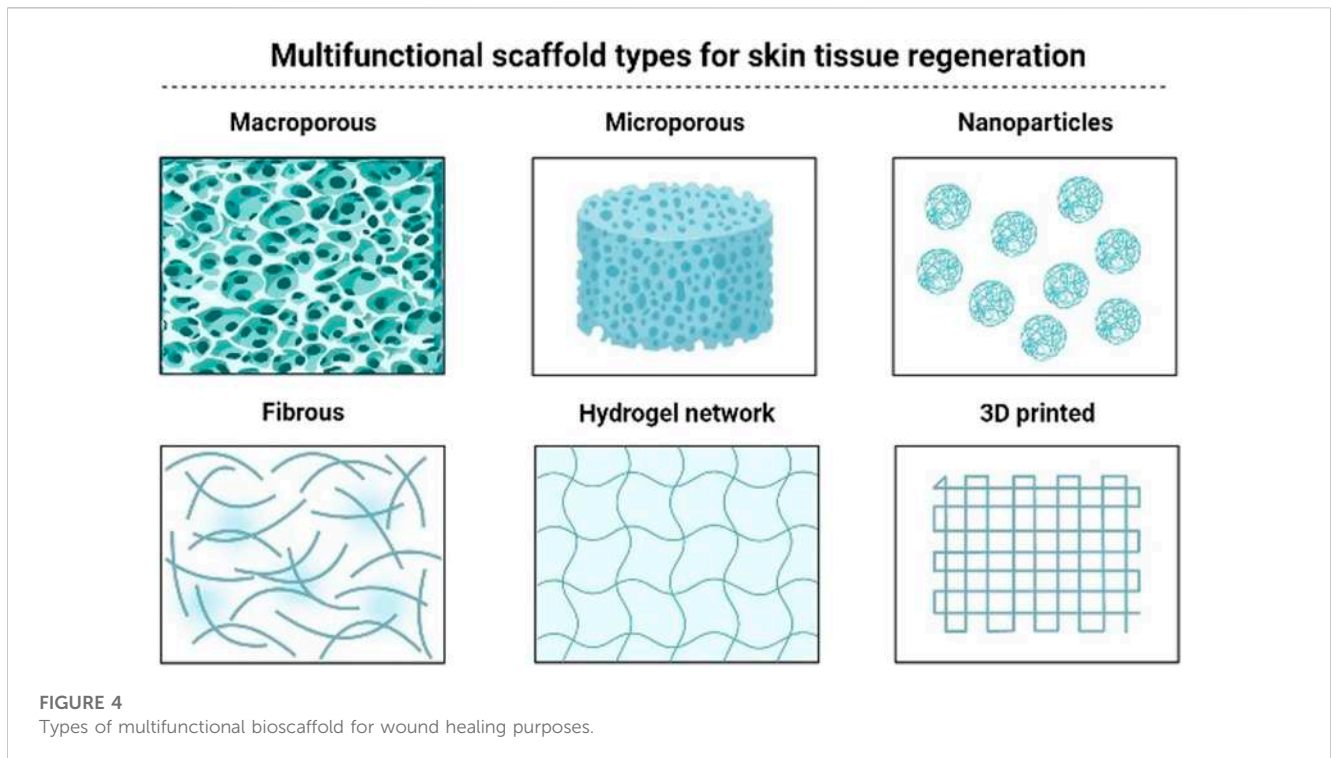 Multifunctional scaffold types for skin tissue regeneration
Macroporous
Microporous
Nanoparticles
Fibrous
Hydrogel network
3D printed
FIGURE 4
Types of multifunctional bioscaffold for wound healing purposes.